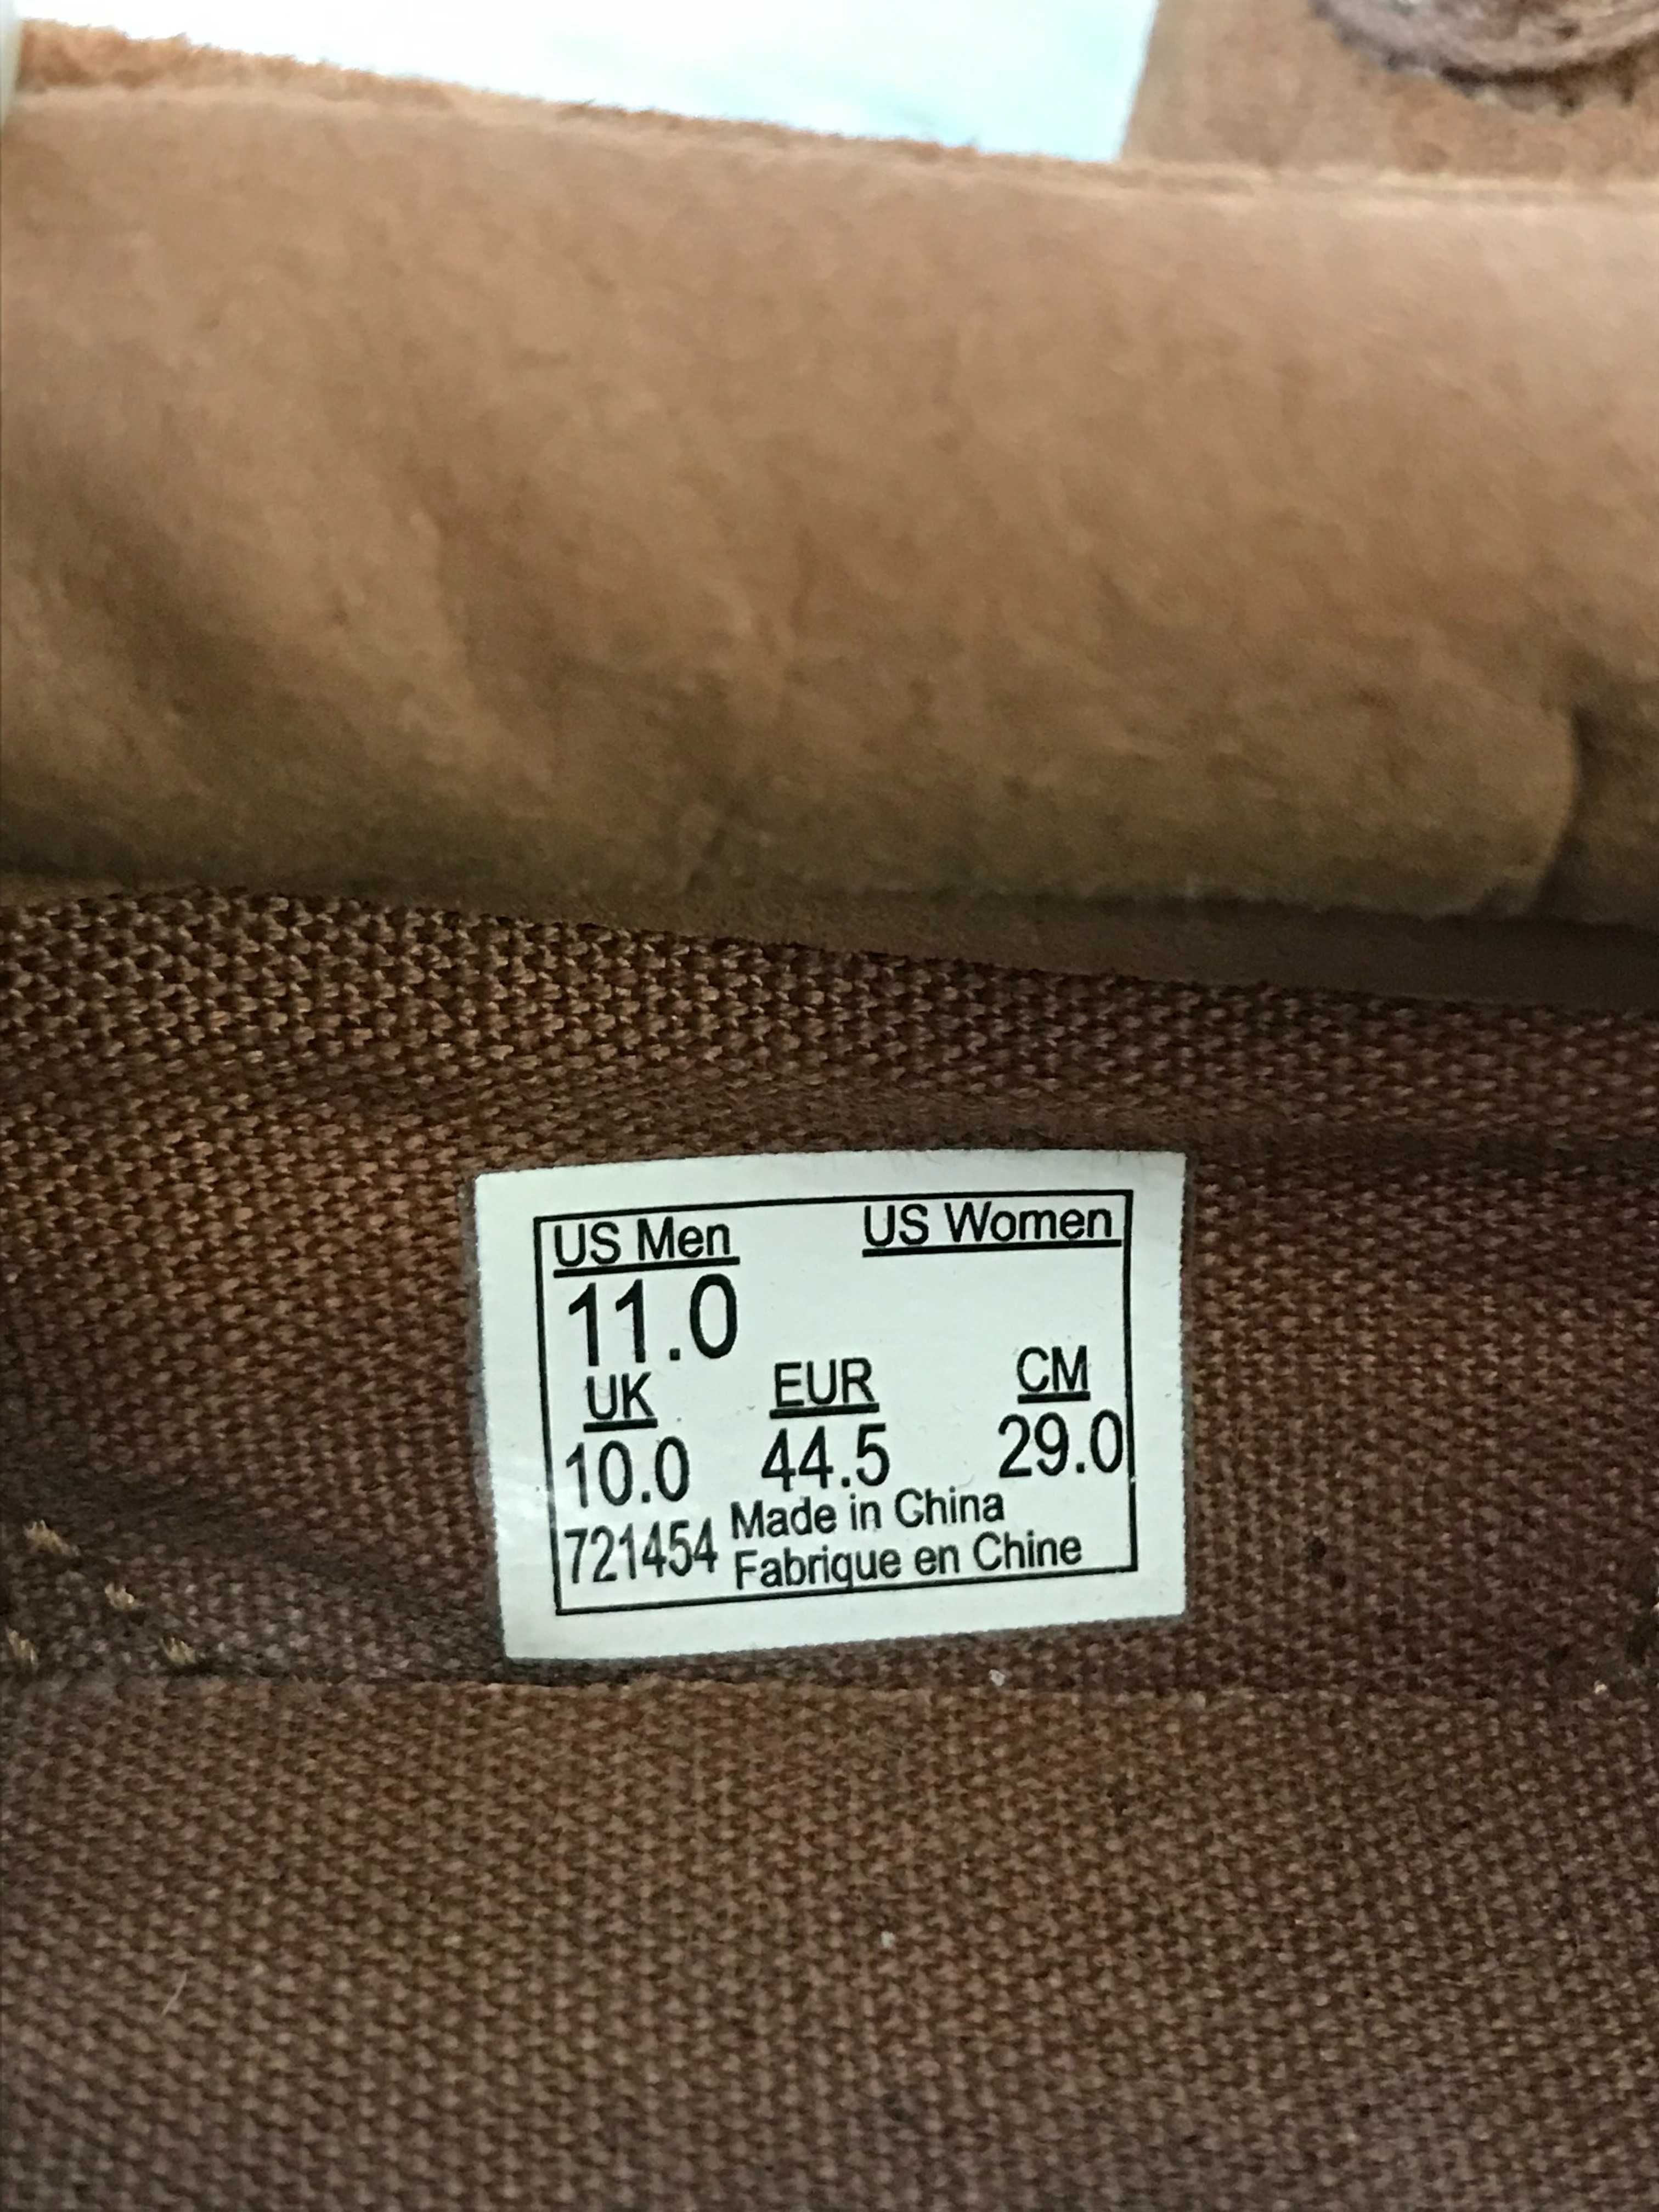 US Men US Women
11.0
UK EUR CM
10.0 44.5 29.0
721454 Made in China
Fabrique en Chine